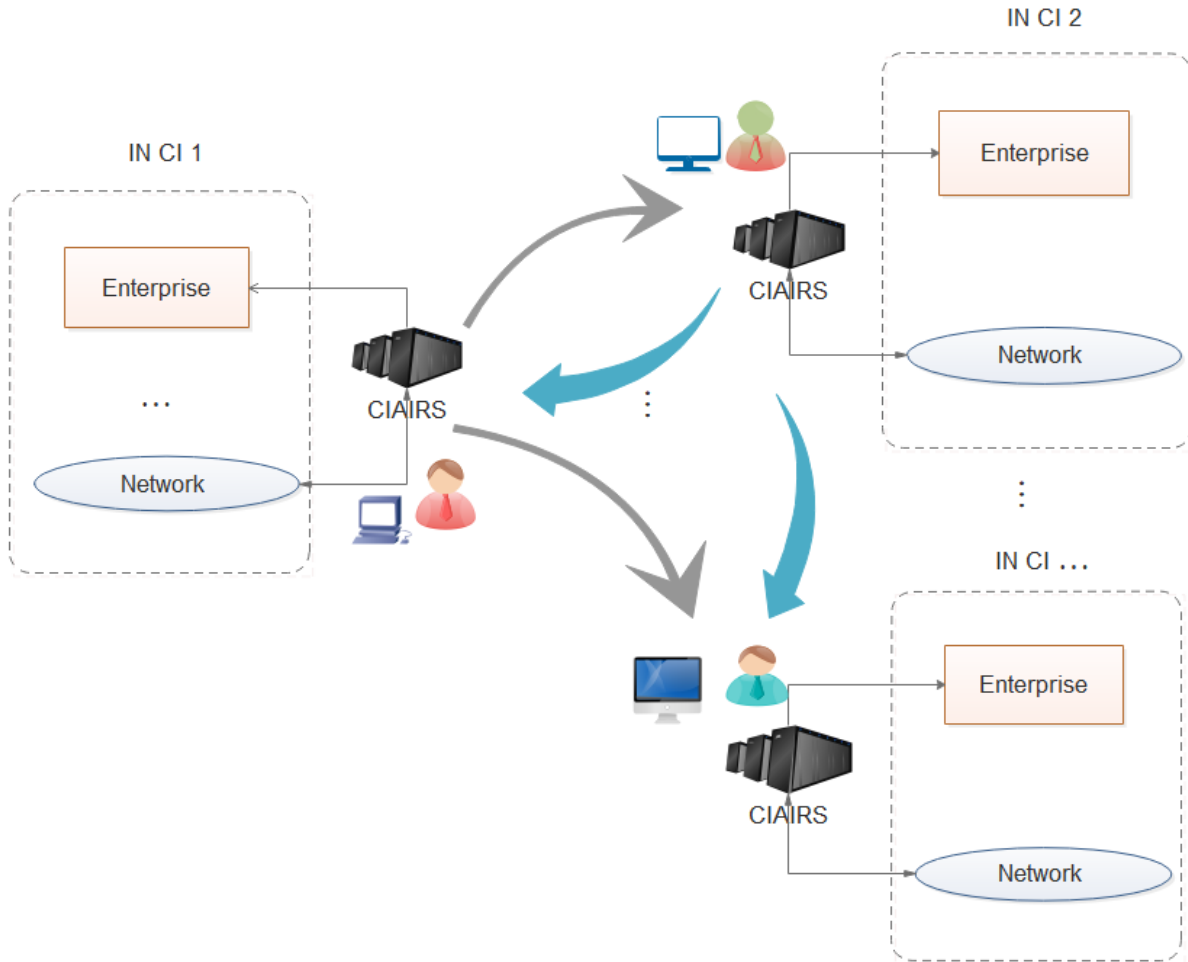 IN CI 1
Enterprise
...
Network
CIAIRS
IN CI 2
Enterprise
CIAIRS
Network
⋮
⋮
IN CI ...
Enterprise
CIAIRS
Network